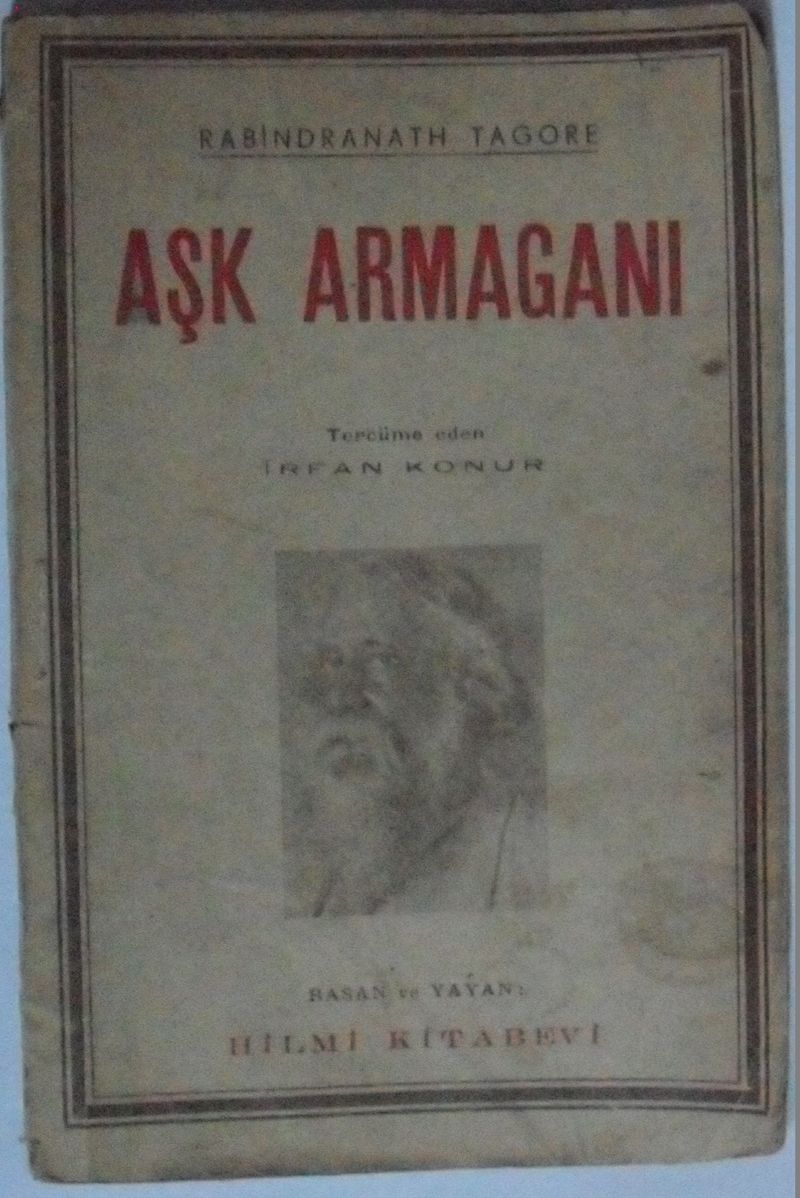 RABİNDRANATH TAGORE
AŞK ARMAGANI
Tercüme eden
İRFAN KONUR
BASAN ve YAYAN:
HİLMİ KİTABEVİ